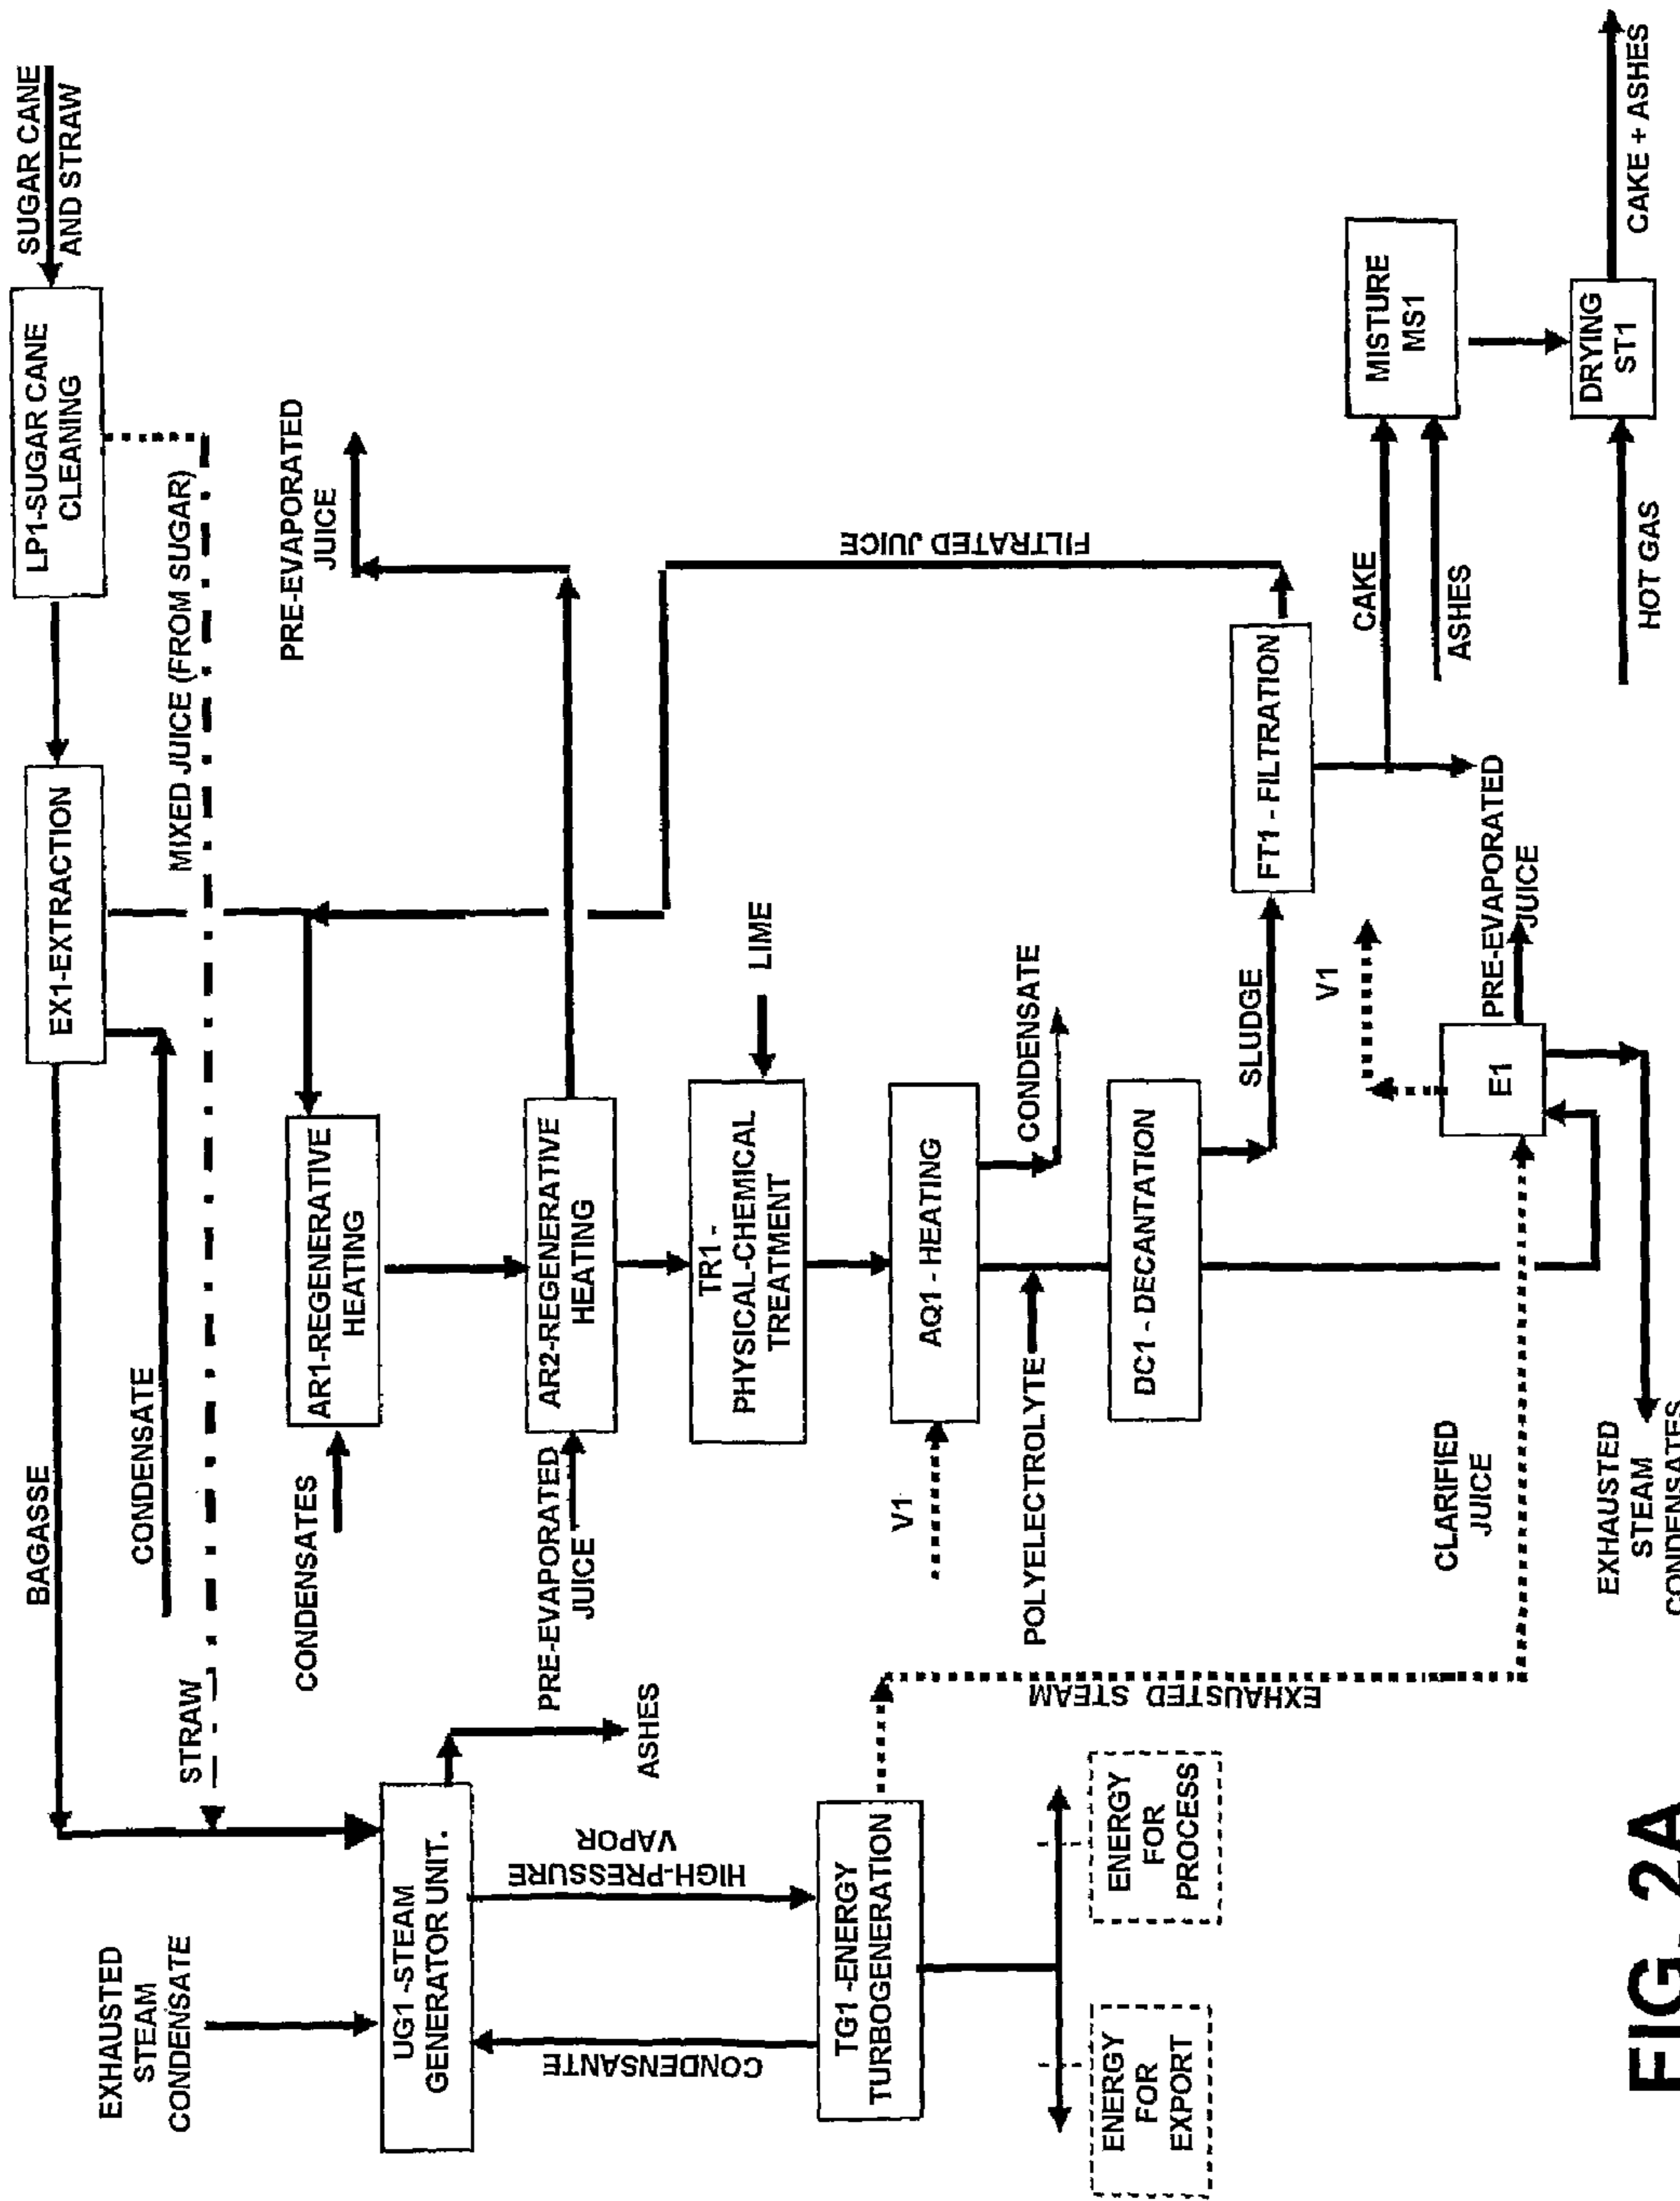 SUGAR CANE
AND STRAW
LP1-SUGAR CANE
CLEANING
EX1-EXTRACTION
BAGASSE
CONDENSATE
MIXED JUICE (FROM SUGAR)
STRAW
EXHAUSTED
STEAM
CONDENSATE
UG1-STEAM
GENERATOR UNIT.
ASHES
HIGH-PRESSURE
VAPOR
CONDENSANTE
TG1-ENERGY
TURBOGENERATION
ENERGY
FOR
EXPORT
ENERGY
FOR
PROCESS
EXHAUSTED STEAM
CONDENSATES
AR1-REGENERATIVE
HEATING
PRE-EVAPORATED
JUICE
AR2-REGENERATIVE
HEATING
PRE-EVAPORATED
JUICE
TR1-
PHYSICAL-CHEMICAL
TREATMENT
LIME
V1
AQ1 - HEATING
CONDENSATE
POLYELECTROLYTE
DC1 - DECANTATION
SLUDGE
FT1 - FILTRATION
FILTRATED JUICE
CAKE
ASHES
MISTURE
MS1
HOT GAS
DRYING
ST1
CAKE + ASHES
V1
PRE-EVAPORATED
JUICE
E1
CLARIFIED
JUICE
EXHAUSTED
STEAM
CONDENSATES
FIG. 2A